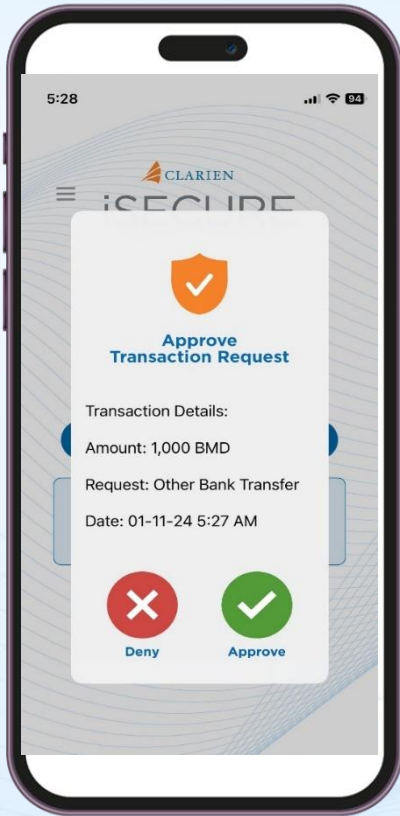 5:28
94
CLARIEN
iSECURE
Approve
Transaction Request
Transaction Details:
Amount: 1,000 BMD
Request: Other Bank Transfer
Date: 01-11-24 5:27 AM
Deny
Approve